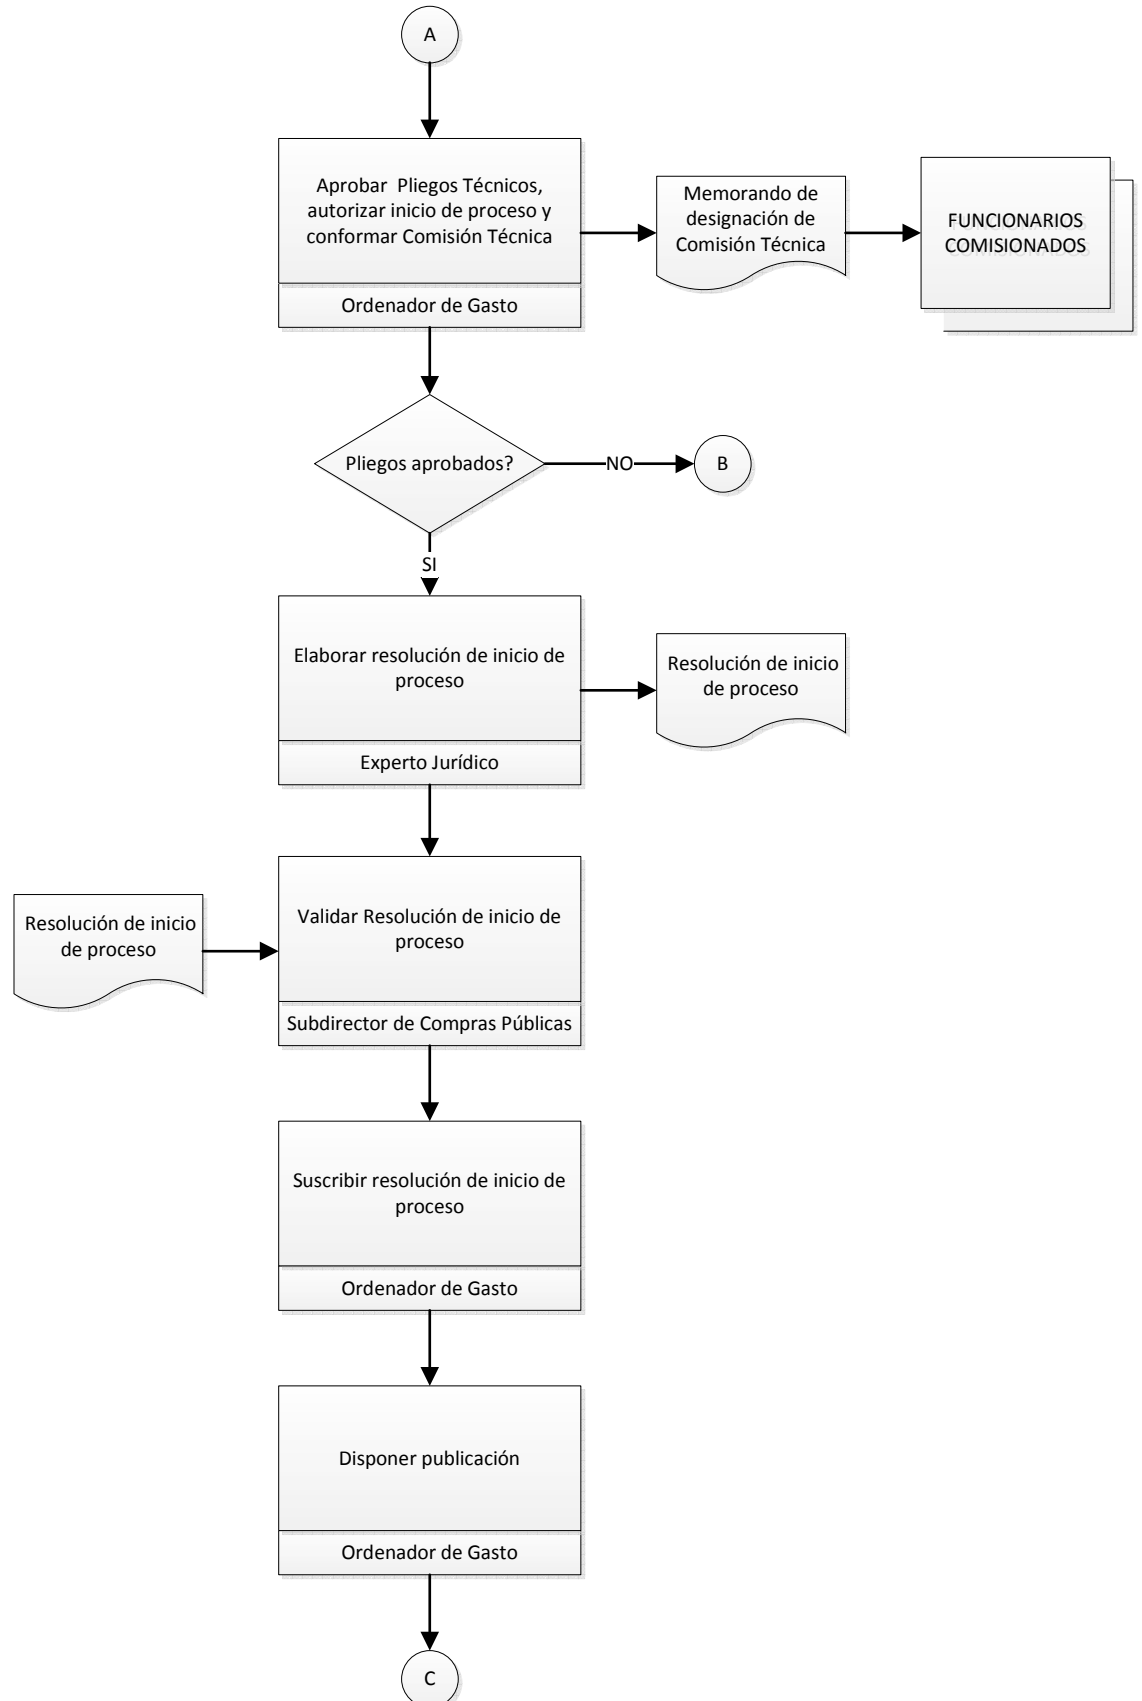 A
Aprobar Pliegos Técnicos,
autorizar inicio de proceso y
conformar Comisión Técnica
Ordenador de Gasto
Memorando de
designación de
Comisión Técnica
FUNCIONARIOS
COMISIONADOS
Pliegos aprobados?
NO
B
SI
Elaborar resolución de inicio de
proceso
Experto Jurídico
Resolución de inicio
de proceso
Resolución de inicio
de proceso
Validar Resolución de inicio de
proceso
Subdirector de Compras Públicas
Suscribir resolución de inicio de
proceso
Ordenador de Gasto
Disponer publicación
Ordenador de Gasto
C